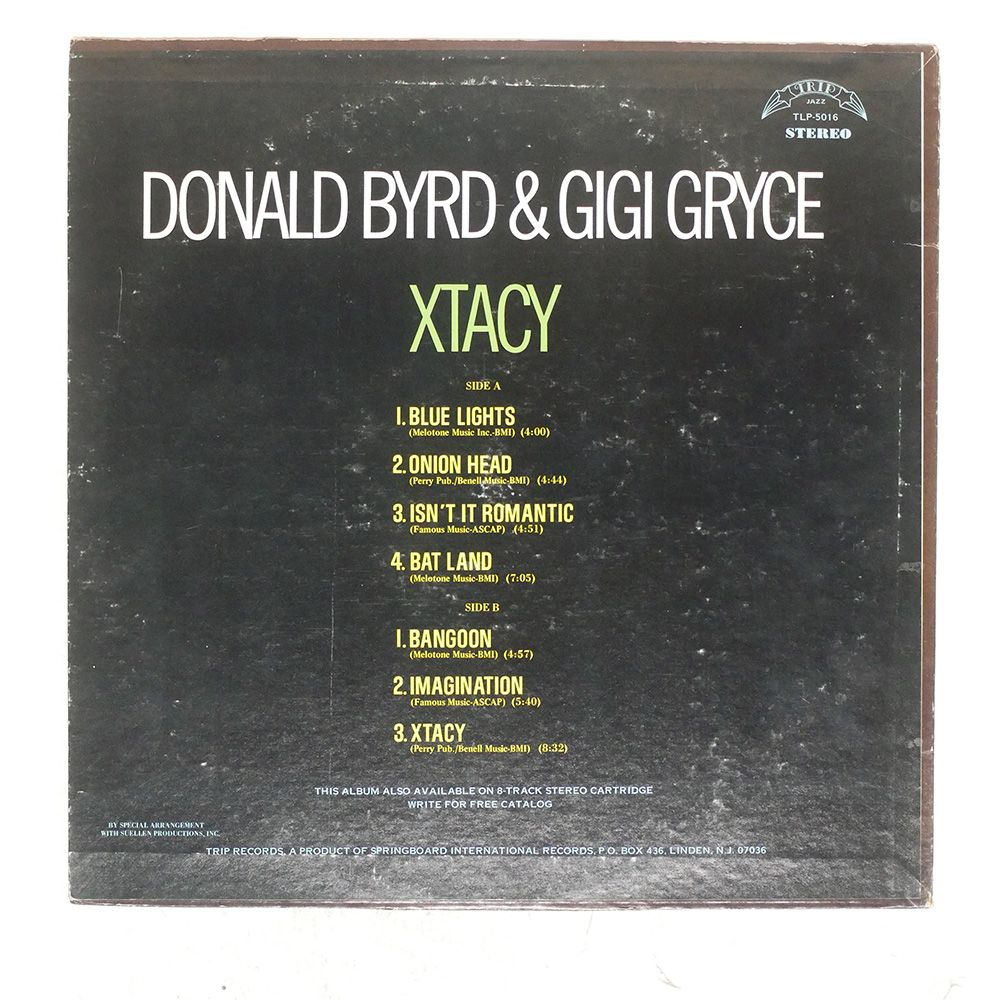 TRIP
JAZZ
TLP-5016
STEREO
DONALD BYRD & GIGI GRYCE
XTACY
SIDE A
1. BLUE LIGHTS
(Melotone Music Inc.-BMI) (4:00)
2. ONION HEAD
(Perry Pub./Benell Music-BMI) (4:44)
3. ISN'T IT ROMANTIC
(Famous Music-ASCAP) (4:51)
4. BAT LAND
(Melotone Music-BMI) (7:05)
SIDE B
1. BANGOON
(Melotone Music-BMI) (4:57)
2. IMAGINATION
(Famous Music-ASCAP) (5:40)
3. XTACY
(Perry Pub./Benell Music-BMI) (8:32)
THIS ALBUM ALSO AVAILABLE ON 8-TRACK STEREO CARTRIDGE
WRITE FOR FREE CATALOG
BY SPECIAL ARRANGEMENT
WITH SUELLEN PRODUCTIONS, INC.
TRIP RECORDS, A PRODUCT OF SPRINGBOARD INTERNATIONAL RECORDS, P.O. BOX 436, LINDEN, N.J. 07036